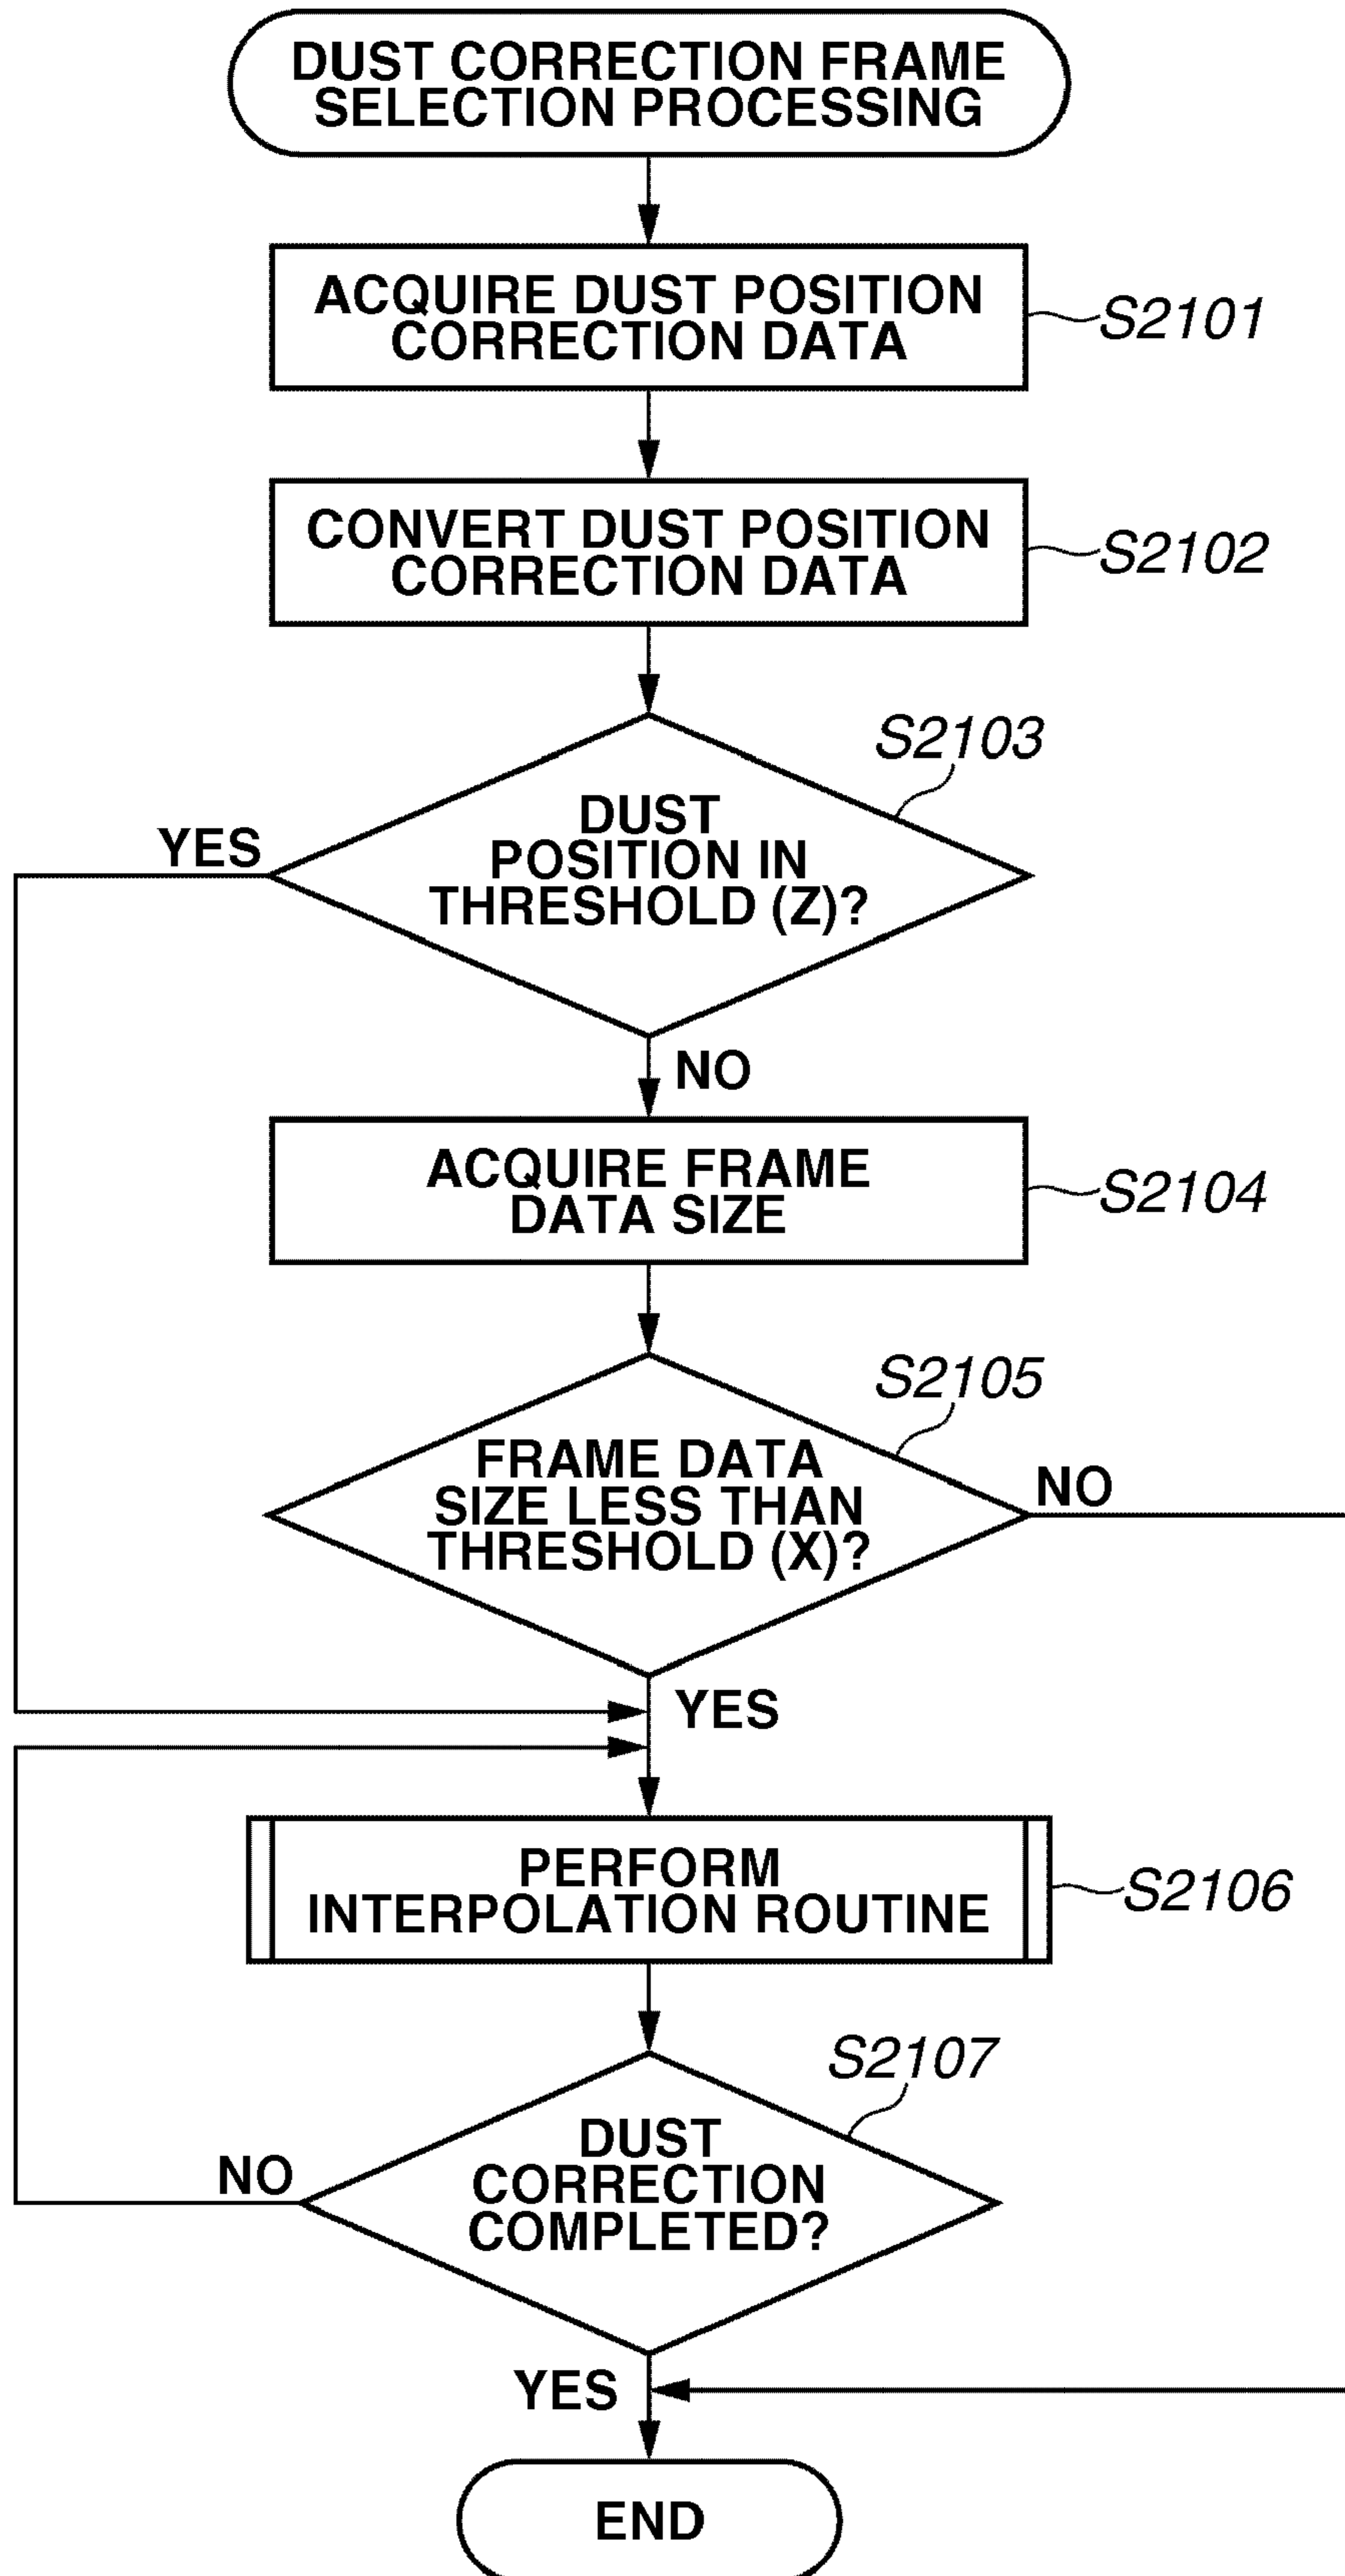 DUST CORRECTION FRAME
SELECTION PROCESSING
ACQUIRE DUST POSITION
CORRECTION DATA
S2101
CONVERT DUST POSITION
CORRECTION DATA
S2102
S2103
DUST
POSITION IN
THRESHOLD (Z)?
YES
NO
ACQUIRE FRAME
DATA SIZE
S2104
S2105
FRAME DATA
SIZE LESS THAN
THRESHOLD (X)?
NO
YES
PERFORM
INTERPOLATION ROUTINE
S2106
S2107
DUST
CORRECTION
COMPLETED?
NO
YES
END